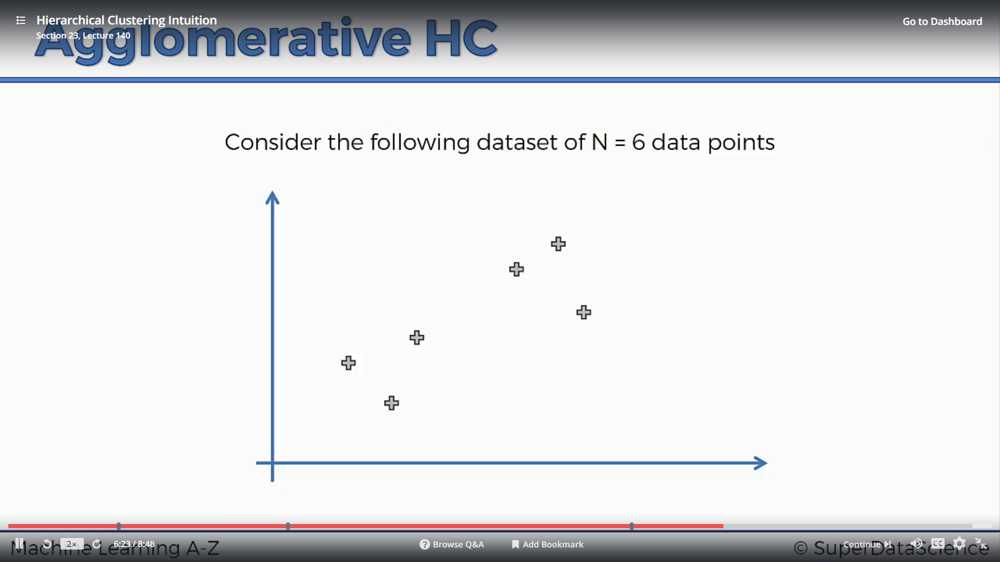 Hierarchical Clustering Intuition
Go to Dashboard
Section 23, Lecture 140
Agglomerative HC
Consider the following dataset of N = 6 data points
2×
6:23 / 8:48
Browse Q&A
Add Bookmark
Continue
CC
Machine Learning A-Z
© SuperDataScience